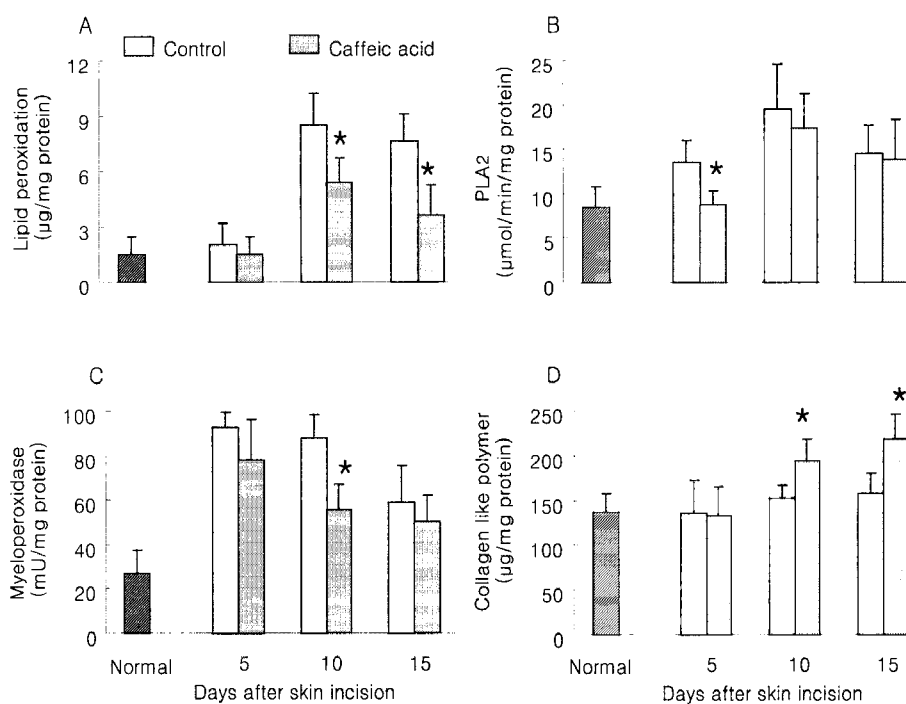 A
Control
Caffeic acid
12
9
6
3
0
Lipid peroxidation
(μg/mg protein)
*
*
B
25
20
15
10
5
0
PLA2
(μmol/min/mg protein)
*
C
100
80
60
40
20
0
Myeloperoxidase
(mU/mg protein)
*
Normal
5
10
15
Days after skin incision
D
250
200
150
100
50
0
Collagen like polymer
(μg/mg protein)
*
*
Normal
5
10
15
Days after skin incision